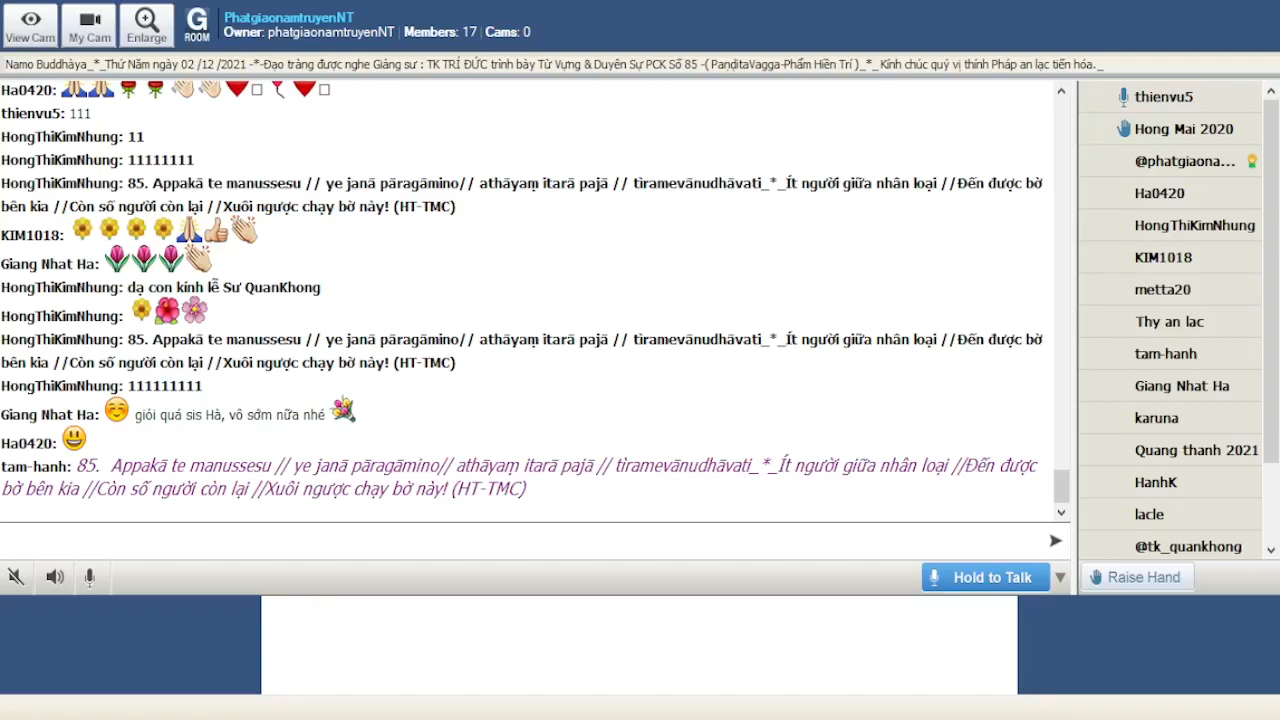 View Cam
My Cam
Enlarge
G
ROOM
PhatgiaonamtruyenNT
Owner: phatgiaonamtruyenNT | Members: 17 | Cams: 0
Namo Buddhàya_*_Thứ Năm ngày 02 /12 /2021 -*-Đạo tràng được nghe Giảng sư : TK TRÍ ĐỨC trình bày Từ Vựng & Duyên Sự PCK Số 85 -( PaṇḍitaVagga-Phẩm Hiền Trí )_*_ Kính chúc quý vị thính Pháp an lạc tiến hóa._
Ha0420:
thienvu5: 111
HongThiKimNhung: 11
HongThiKimNhung: 11111111
HongThiKimNhung: 85. Appakā te manussesu // ye janā pāragāmino// athāyaṃ itarā pajā // tìramevānudhāvati_*_Ít người giữa nhân loại //Đến được bờ
bên kia //Còn số người còn lại //Xuôi ngược chạy bờ này! (HT-TMC)
KIM1018:
Giang Nhat Ha:
HongThiKimNhung: dạ con kính lễ Sư QuanKhong
HongThiKimNhung:
HongThiKimNhung: 85. Appakā te manussesu // ye janā pāragāmino// athāyaṃ itarā pajā // tìramevānudhāvati_*_Ít người giữa nhân loại //Đến được bờ
bên kia //Còn số người còn lại //Xuôi ngược chạy bờ này! (HT-TMC)
HongThiKimNhung: 111111111
Giang Nhat Ha: giỏi quá sis Hà, vô sớm nữa nhé
Ha0420:
tam-hanh: 85. Appakā te manussesu // ye janā pāragāmino// athāyaṃ itarā pajā // tìramevānudhāvati_*_Ít người giữa nhân loại //Đến được
bờ bên kia //Còn số người còn lại //Xuôi ngược chạy bờ này! (HT-TMC)
thienvu5
Hong Mai 2020
@phatgiaona...
Ha0420
HongThiKimNhung
KIM1018
metta20
Thy an lac
tam-hanh
Giang Nhat Ha
karuna
Quang thanh 2021
HanhK
lacle
@tk_quankhong
Hold to Talk
Raise Hand